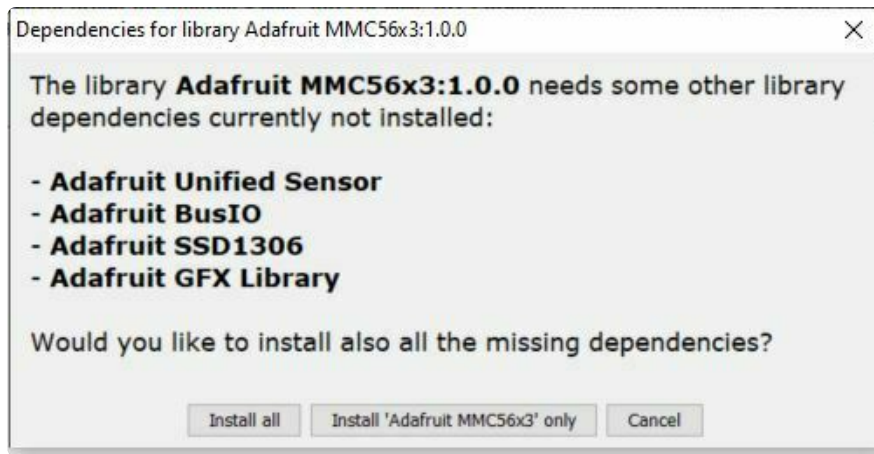 Dependencies for library Adafruit MMC56x3:1.0.0
The library Adafruit MMC56x3:1.0.0 needs some other library
dependencies currently not installed:
- Adafruit Unified Sensor
- Adafruit BusIO
- Adafruit SSD1306
- Adafruit GFX Library
Would you like to install also all the missing dependencies?
Install all
Install 'Adafruit MMC56x3' only
Cancel